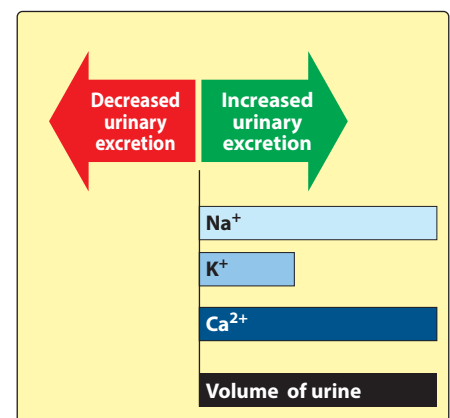 Decreased
urinary
excretion
Increased
urinary
excretion
Na⁺
K⁺
Ca²⁺
Volume of urine